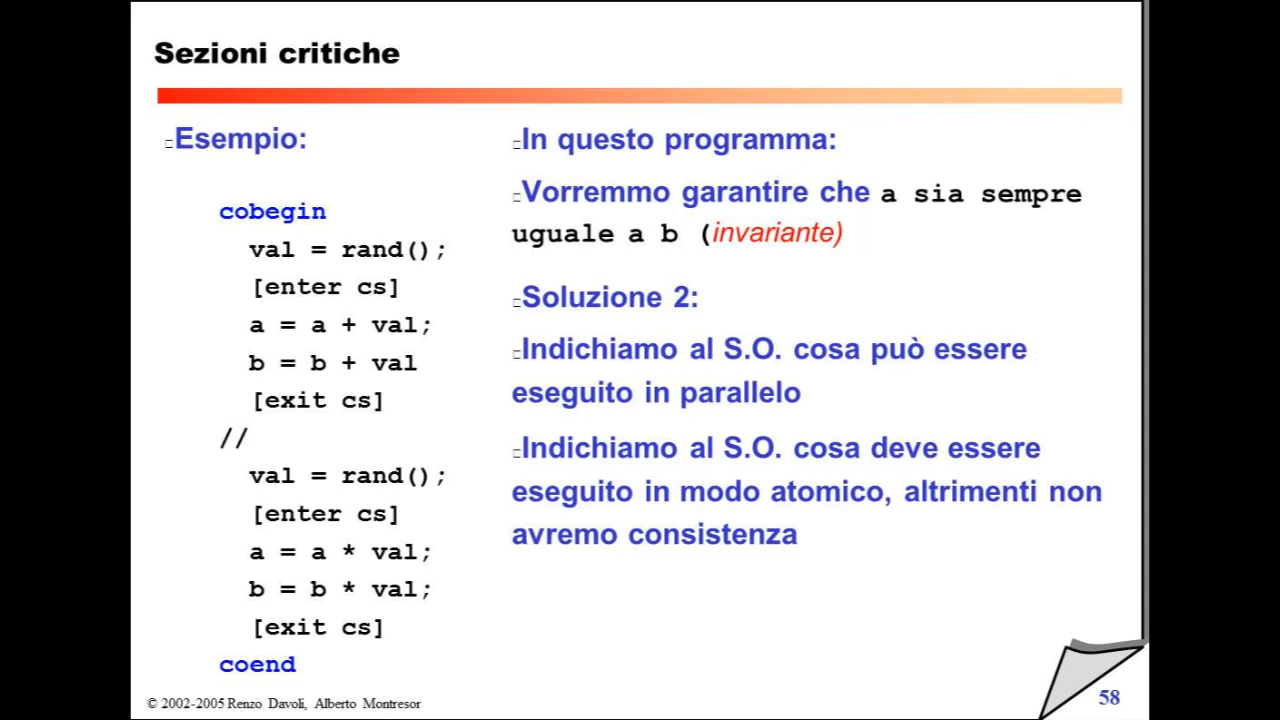 Sezioni critiche
Esempio:
cobegin
val = rand();
[enter cs]
a = a + val;
b = b + val
[exit cs]
//
val = rand();
[enter cs]
a = a * val;
b = b * val;
[exit cs]
coend
In questo programma:
Vorremmo garantire che a sia sempre
uguale a b (invariante)
Soluzione 2:
Indichiamo al S.O. cosa può essere
eseguito in parallelo
Indichiamo al S.O. cosa deve essere
eseguito in modo atomico, altrimenti non
avremo consistenza
© 2002-2005 Renzo Davoli, Alberto Montresor
58